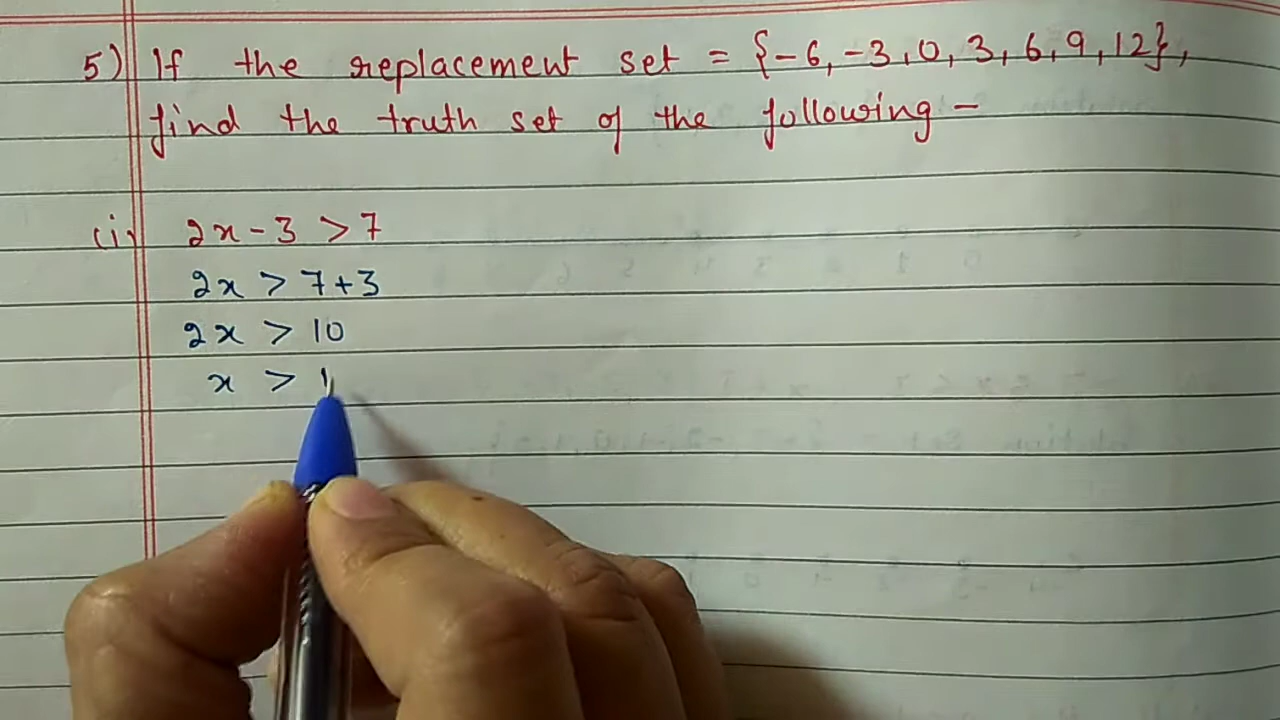 5) If the replacement set = {-6, -3, 0, 3, 6, 9, 12},
find the truth set of the following -
(i) 2x - 3 > 7
2x > 7+3
2x > 10
x > 1